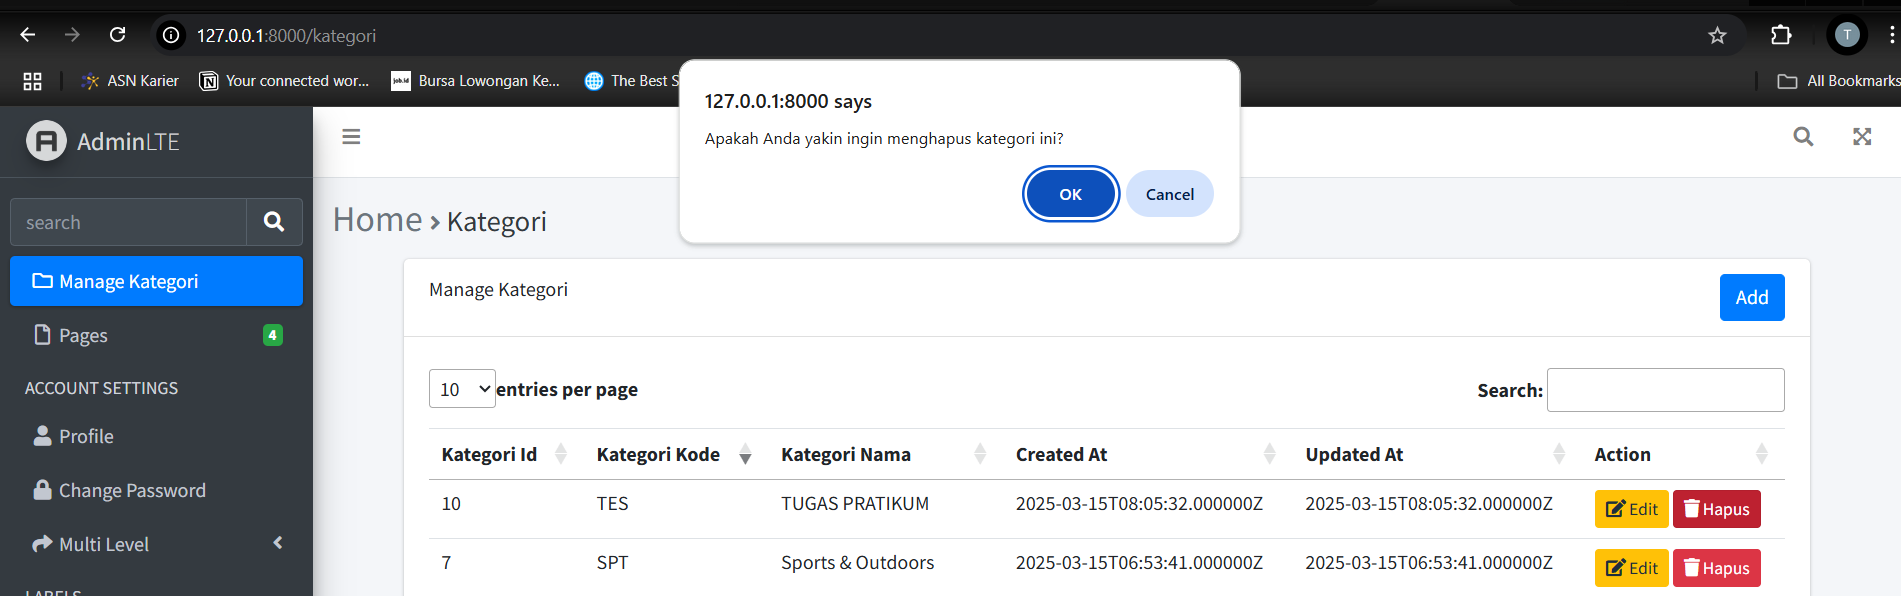 127.0.0.1:8000/kategori
T
ASN Karier
Your connected wor...
Bursa Lowongan Ke...
The Best S
All Bookmarks
127.0.0.1:8000 says
Apakah Anda yakin ingin menghapus kategori ini?
OK
Cancel
AdminLTE
search
Manage Kategori
Pages
4
ACCOUNT SETTINGS
Profile
Change Password
Multi Level
LABELS
Home > Kategori
Manage Kategori
Add
10 entries per page
Search:
Kategori Id Kategori Kode Kategori Nama Created At Updated At Action
10 TES TUGAS PRATIKUM 2025-03-15T08:05:32.000000Z 2025-03-15T08:05:32.000000Z Edit Hapus
7 SPT Sports & Outdoors 2025-03-15T06:53:41.000000Z 2025-03-15T06:53:41.000000Z Edit Hapus